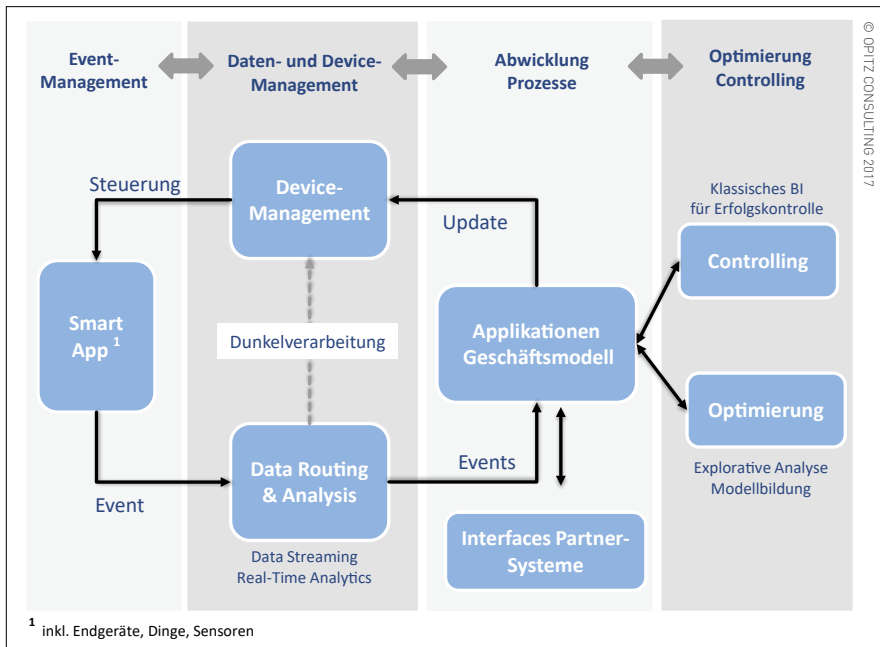 Event-
Management
Daten- und Device-
Management
Abwicklung
Prozesse
Optimierung
Controlling
© OPITZ CONSULTING 2017
Steuerung
Device-
Management
Update
Klassisches BI
für Erfolgskontrolle
Controlling
Smart
App 1
Dunkelverarbeitung
Applikationen
Geschäftsmodell
Optimierung
Explorative Analyse
Modellbildung
Event
Data Routing
& Analysis
Events
Data Streaming
Real-Time Analytics
Interfaces Partner-
Systeme
1 inkl. Endgeräte, Dinge, Sensoren